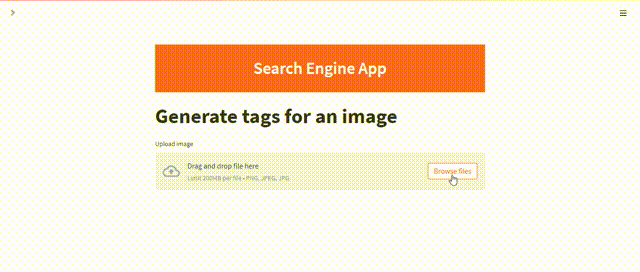 Search Engine App
Generate tags for an image
Upload image
Drag and drop file here
Limit 200MB per file • PNG, JPEG, JPG
Browse files